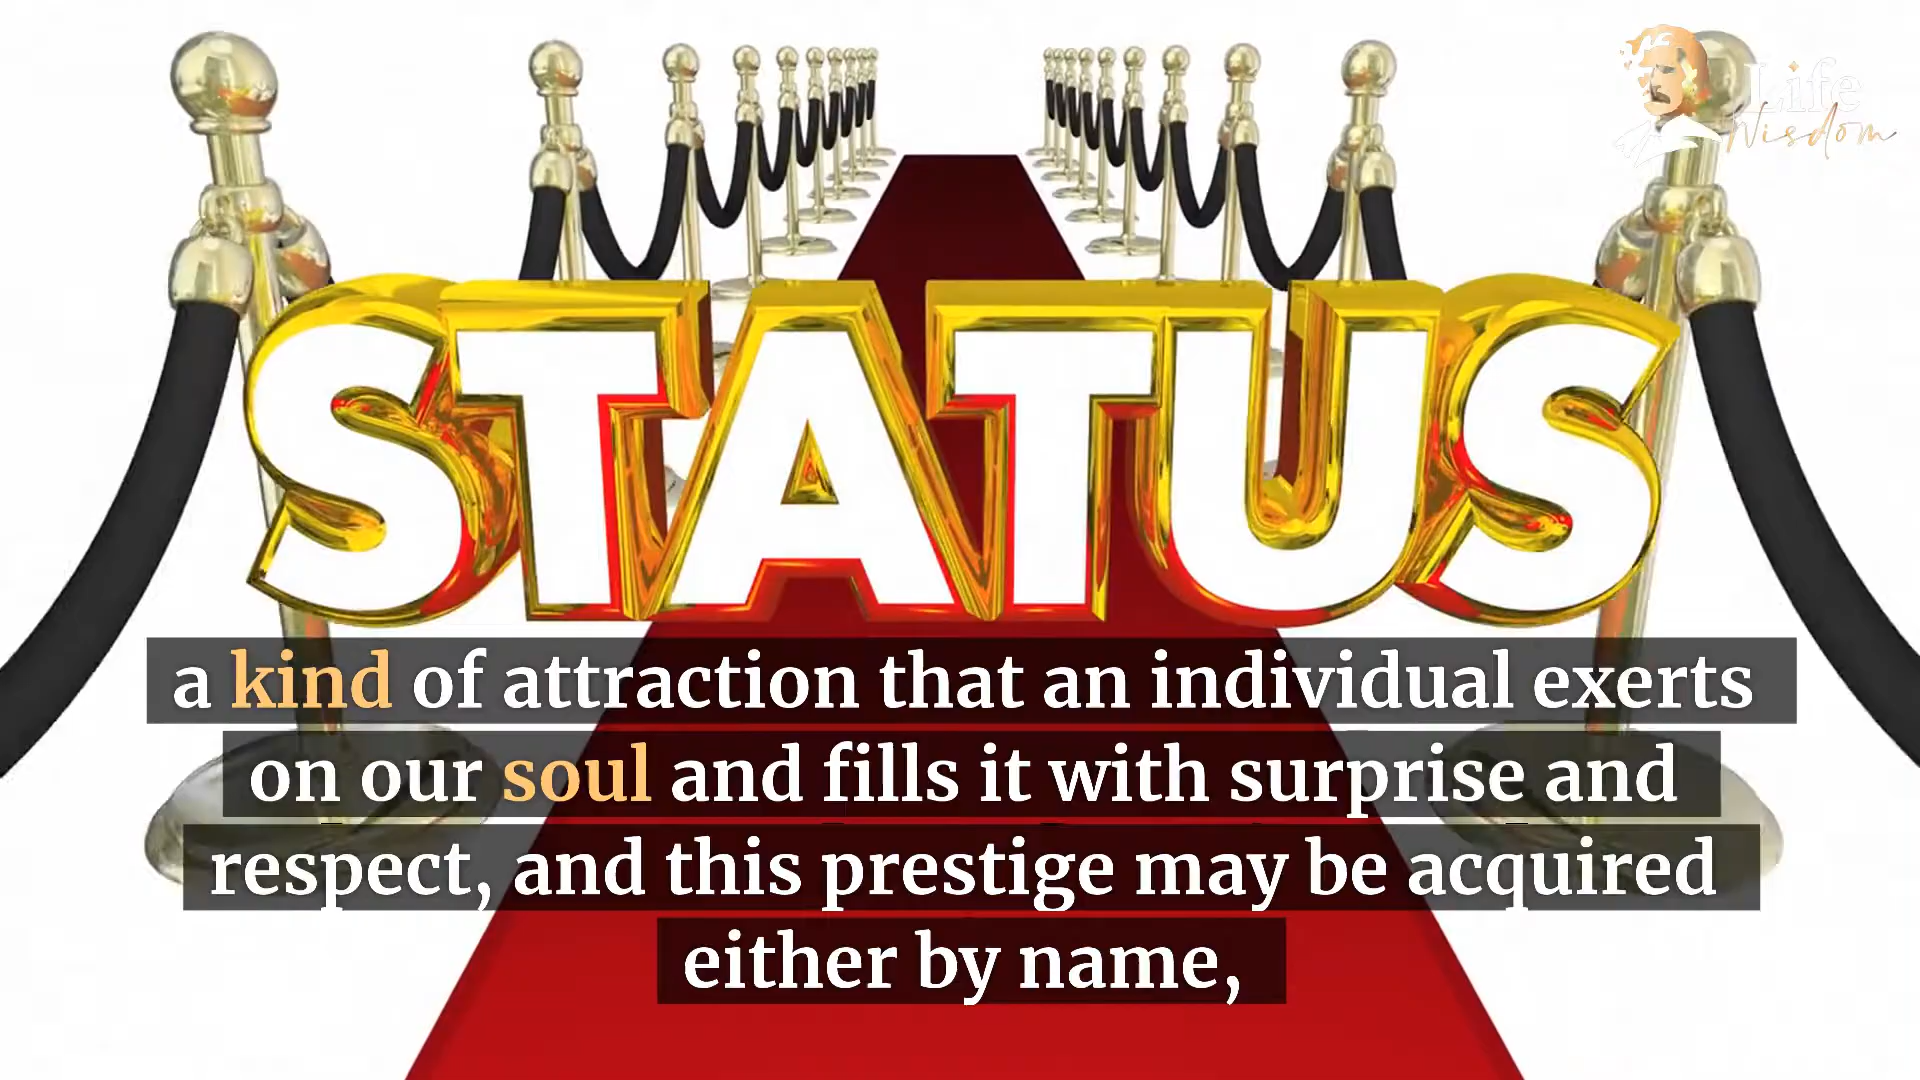 Life
Wisdom
STATUS
a kind of attraction that an individual exerts
on our soul and fills it with surprise and
respect, and this prestige may be acquired
either by name,